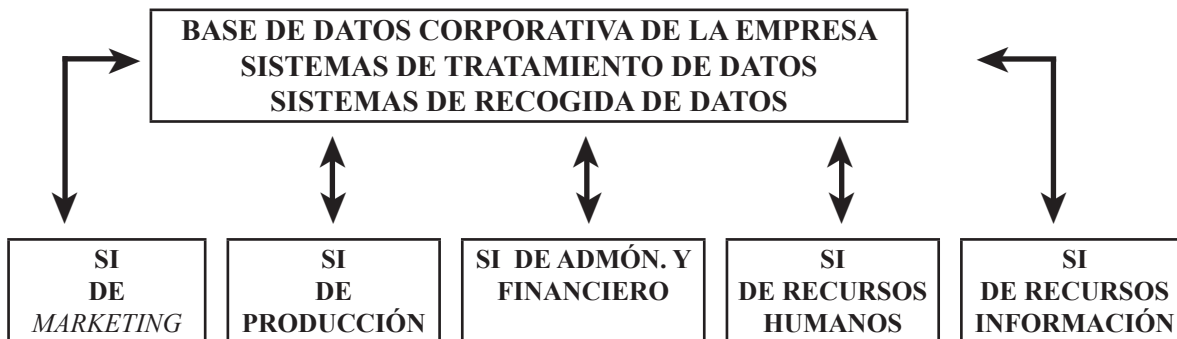 BASE DE DATOS CORPORATIVA DE LA EMPRESA
SISTEMAS DE TRATAMIENTO DE DATOS
SISTEMAS DE RECOGIDA DE DATOS
SI
DE
MARKETING
SI
DE
PRODUCCIÓN
SI DE ADMÓN. Y
FINANCIERO
SI
DE RECURSOS
HUMANOS
SI
DE RECURSOS
INFORMACIÓN